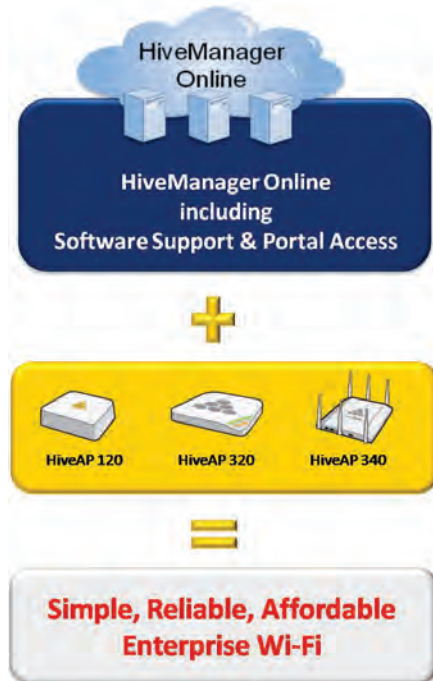 HiveManager
Online
HiveManager Online
including
Software Support & Portal Access
+
HiveAP 120 HiveAP 320 HiveAP 340
=
Simple, Reliable, Affordable
Enterprise Wi-Fi